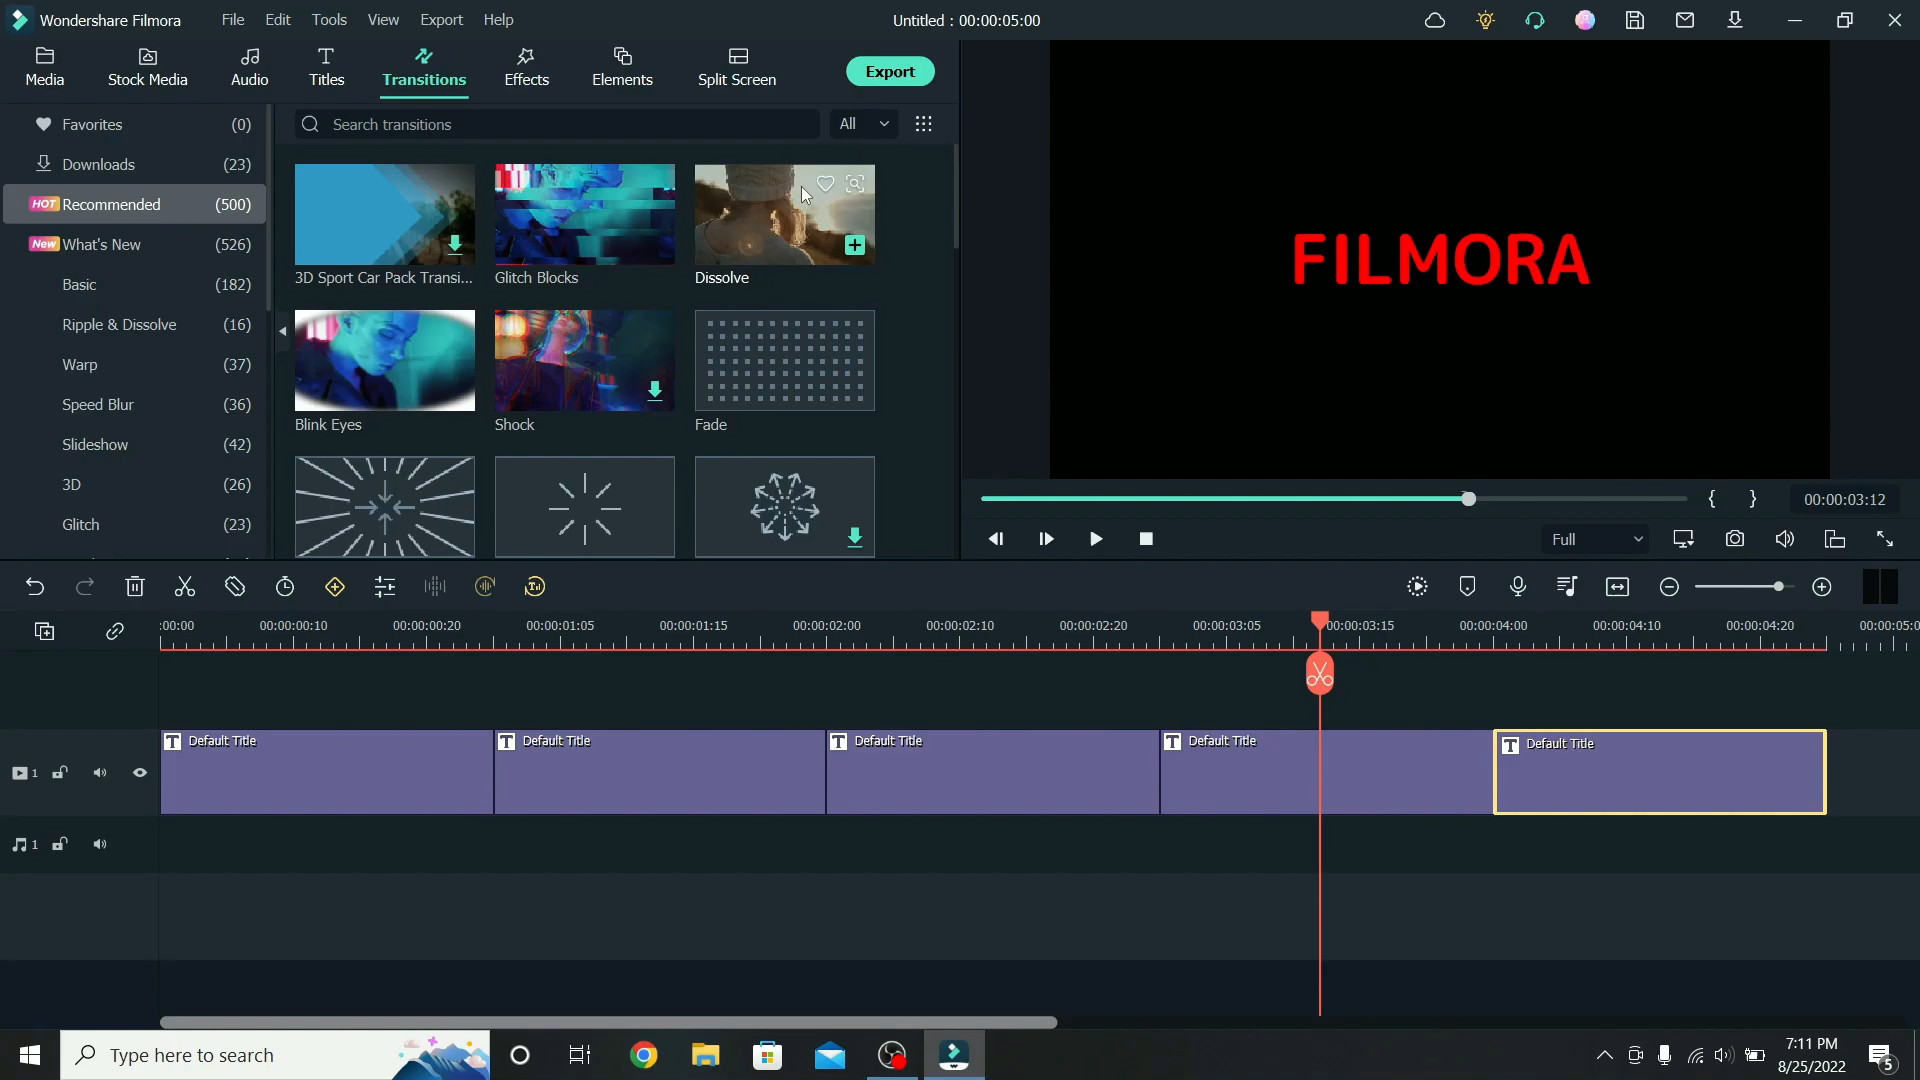 Wondershare Filmora File Edit Tools View Export Help Untitled : 00:00:05:00
Media Stock Media Audio Titles Transitions Effects Elements Split Screen Export
Favorites (0)
Downloads (23)
HOT Recommended (500)
New What's New (526)
Basic (182)
Ripple & Dissolve (16)
Warp (37)
Speed Blur (36)
Slideshow (42)
3D (26)
Glitch (23)
Search transitions All
3D Sport Car Pack Transi... Glitch Blocks Dissolve
Blink Eyes Shock Fade
FILMORA
{ } 00:00:03:12
Full
:00:00 00:00:00:10 00:00:00:20 00:00:01:05 00:00:01:15 00:00:02:00 00:00:02:10 00:00:02:20 00:00:03:05 00:00:03:15 00:00:04:00 00:00:04:10 00:00:04:20 00:00:05:0
T Default Title T Default Title T Default Title T Default Title T Default Title
1
1
Type here to search
7:11 PM
8/25/2022
5